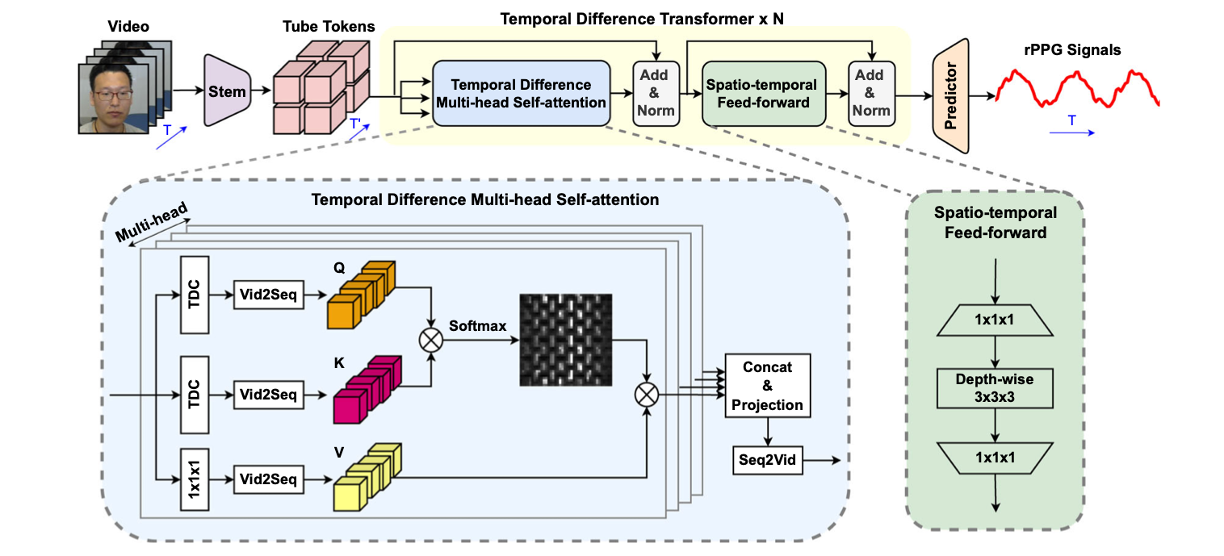 Temporal Difference Transformer x N
Video
Tube Tokens
rPPG Signals
Stem
Temporal Difference
Multi-head Self-attention
Add
&
Norm
Spatio-temporal
Feed-forward
Add
&
Norm
Predictor
T
T'
T
Temporal Difference Multi-head Self-attention
Multi-head
TDC
Vid2Seq
Q
Softmax
TDC
Vid2Seq
K
1x1x1
Vid2Seq
V
Concat
&
Projection
Seq2Vid
Spatio-temporal
Feed-forward
1x1x1
Depth-wise
3x3x3
1x1x1